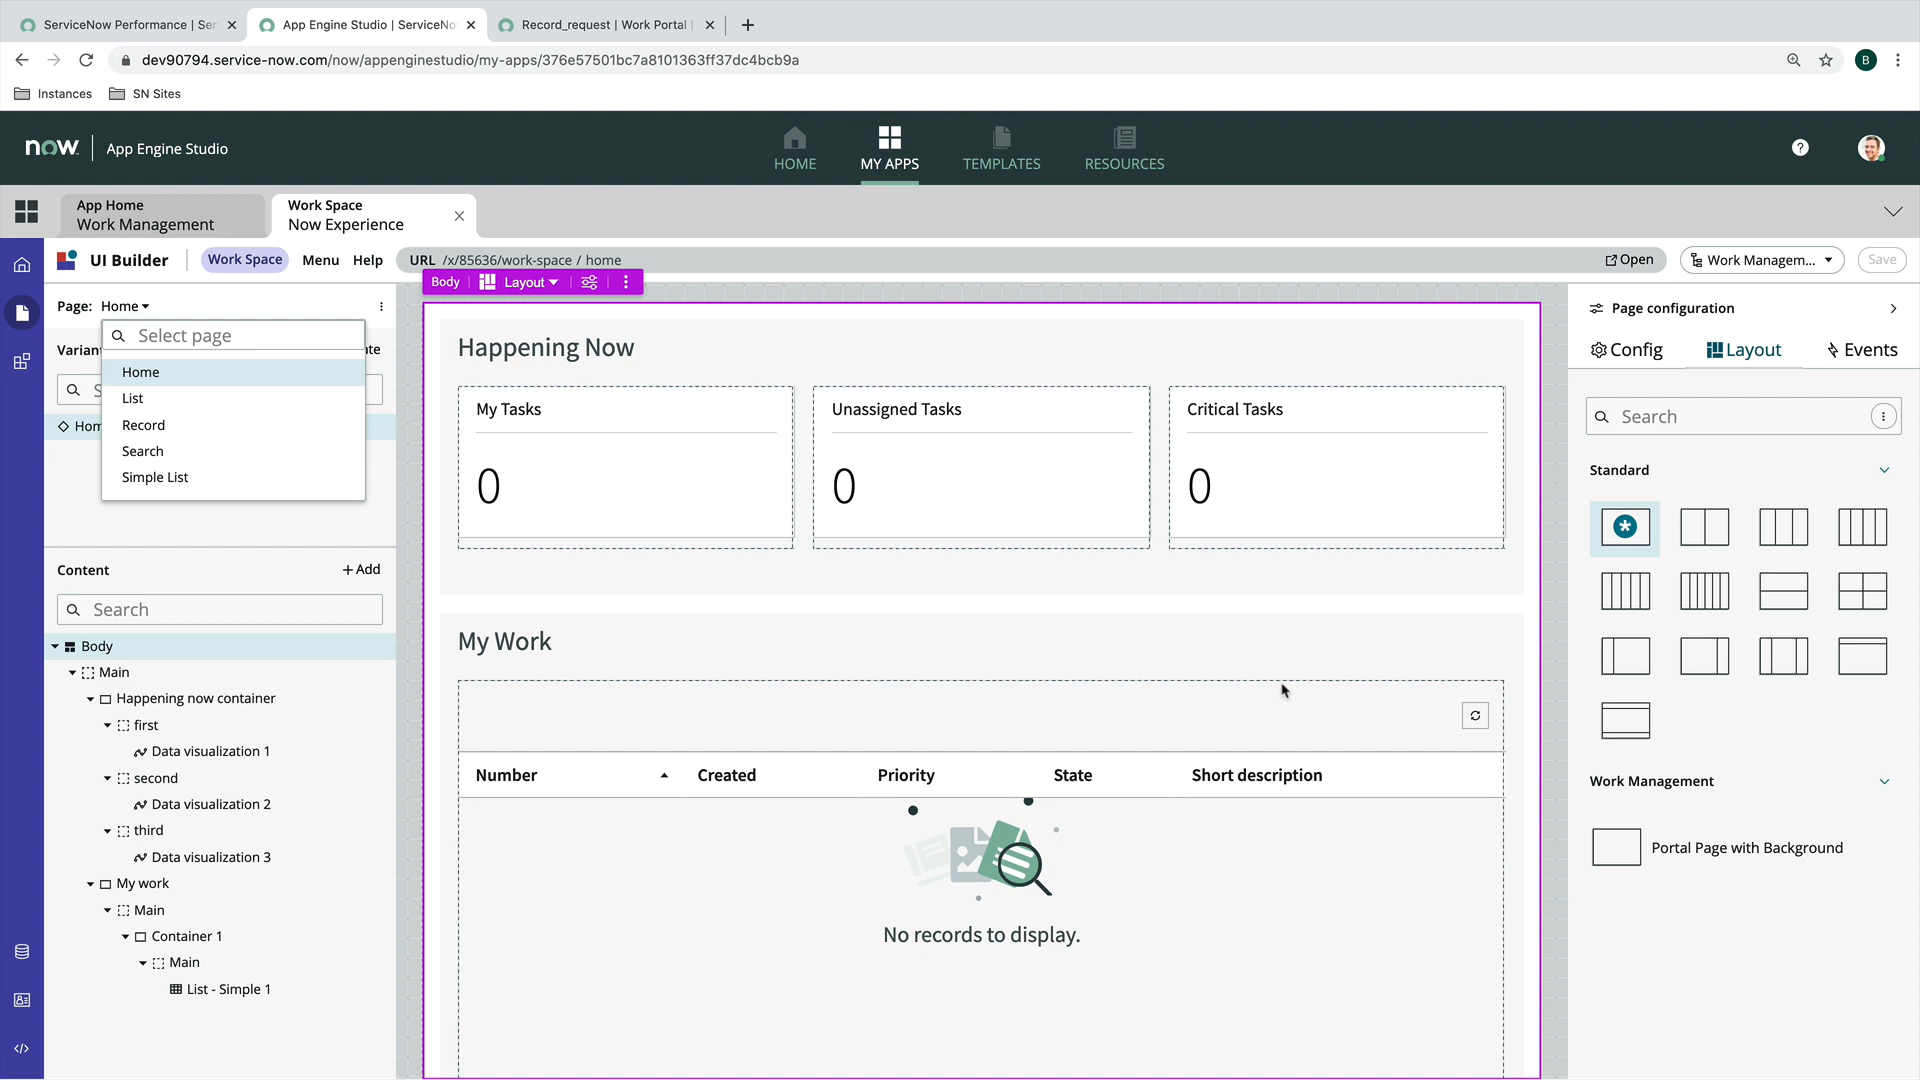 ServiceNow Performance | Ser
App Engine Studio | ServiceNo
Record_request | Work Portal |
dev90794.service-now.com/now/appenginestudio/my-apps/376e57501bc7a8101363ff37dc4bcb9a
B
Instances
SN Sites
now
App Engine Studio
HOME
MY APPS
TEMPLATES
RESOURCES
?
App Home
Work Management
Work Space
Now Experience
UI Builder
Work Space
Menu
Help
URL /x/85636/work-space / home
Open
Work Managem...
Save
Page: Home
Select page
Home
List
Record
Search
Simple List
Variant
te
S
Hom
Content
+ Add
Search
Body
Main
Happening now container
first
Data visualization 1
second
Data visualization 2
third
Data visualization 3
My work
Main
Container 1
Main
List - Simple 1
Body
Layout
Happening Now
My Tasks
0
Unassigned Tasks
0
Critical Tasks
0
My Work
Number
Created
Priority
State
Short description
No records to display.
Page configuration
Config
Layout
Events
Search
Standard
Work Management
Portal Page with Background